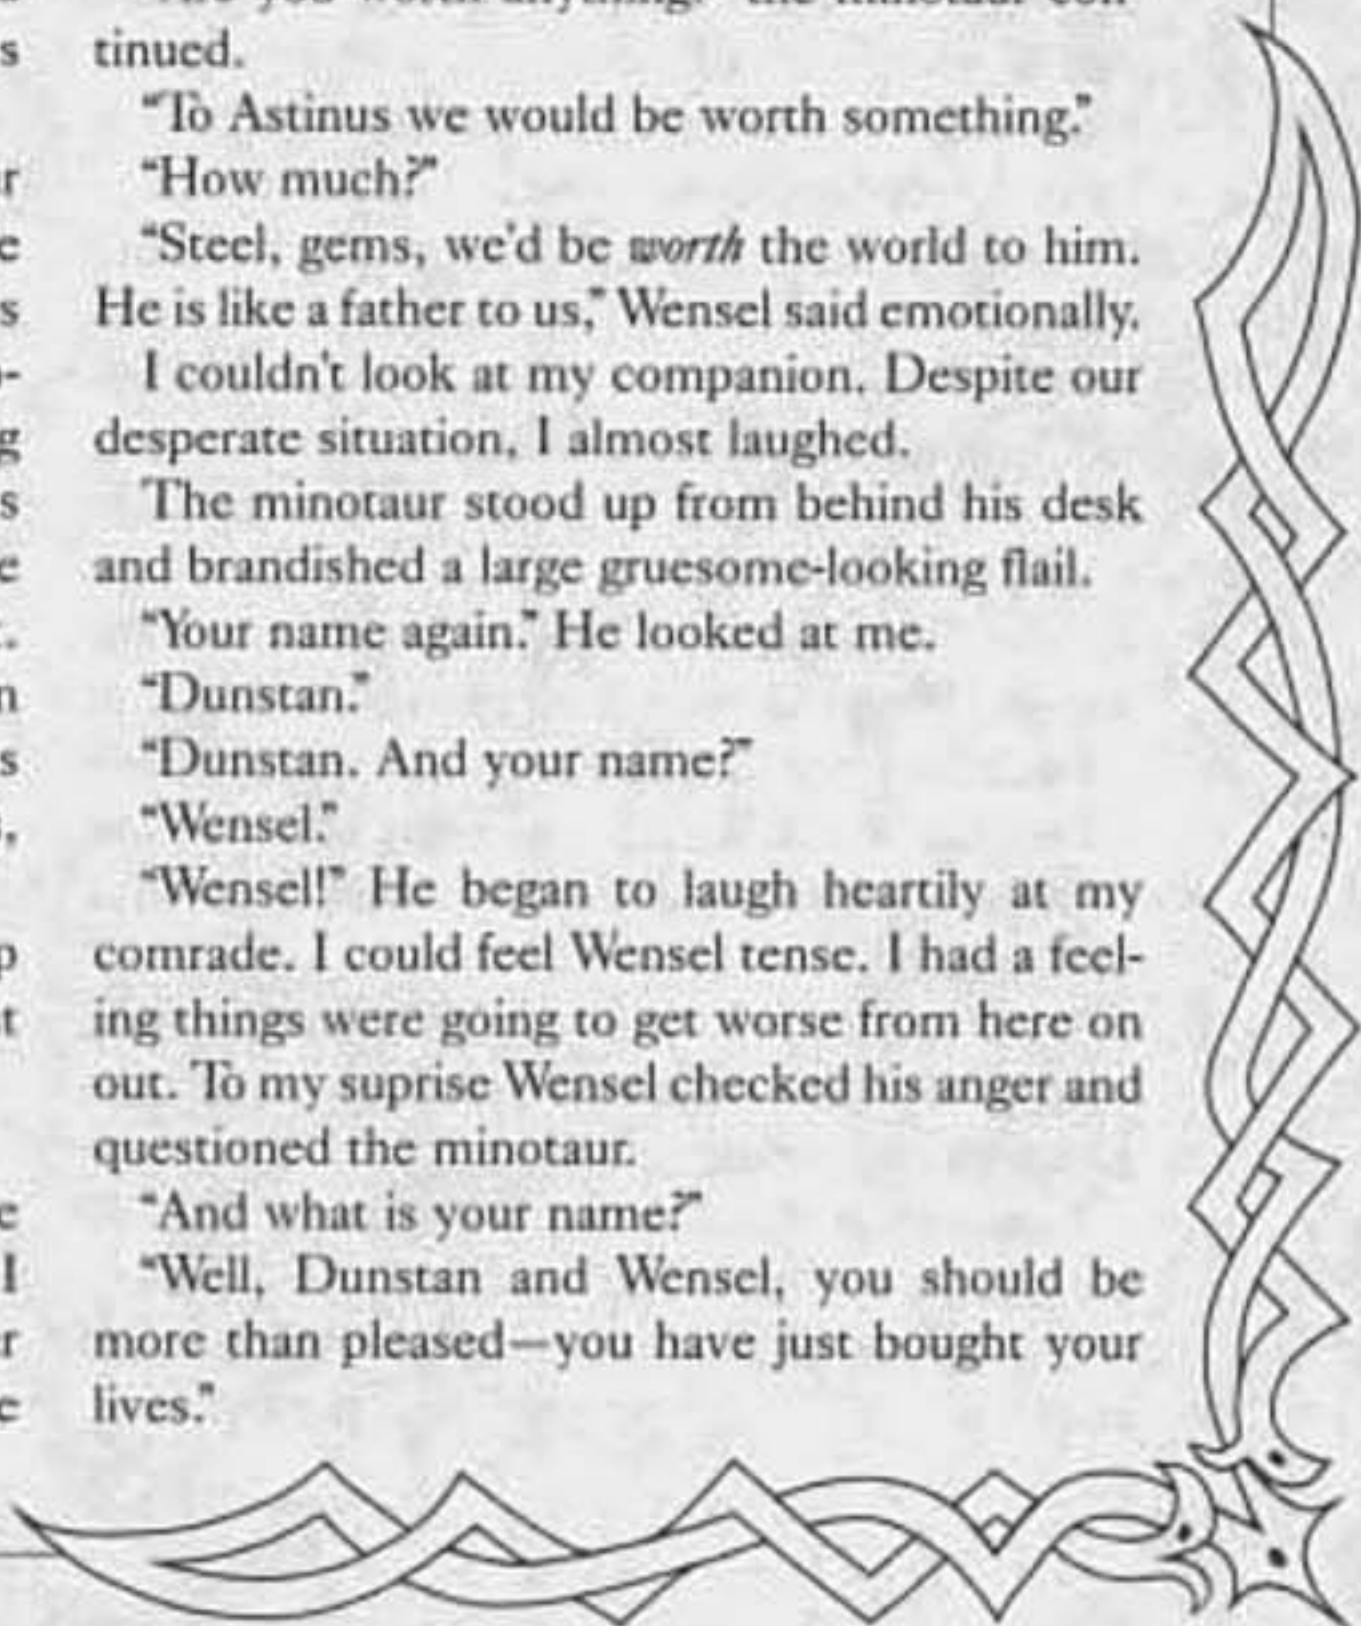 tinued.
“To Astinus we would be worth something.”
“How much?”
“Steel, gems, we'd be worth the world to him.
He is like a father to us,” Wensel said emotionally.
I couldn't look at my companion. Despite our
desperate situation, I almost laughed.
The minotaur stood up from behind his desk
and brandished a large gruesome-looking flail.
“Your name again.” He looked at me.
“Dunstan.”
“Dunstan. And your name?”
“Wensel.”
“Wensel!” He began to laugh heartily at my
comrade. I could feel Wensel tense. I had a feel-
ing things were going to get worse from here on
out. To my suprise Wensel checked his anger and
questioned the minotaur.
“And what is your name?”
“Well, Dunstan and Wensel, you should be
more than pleased—you have just bought your
lives.”